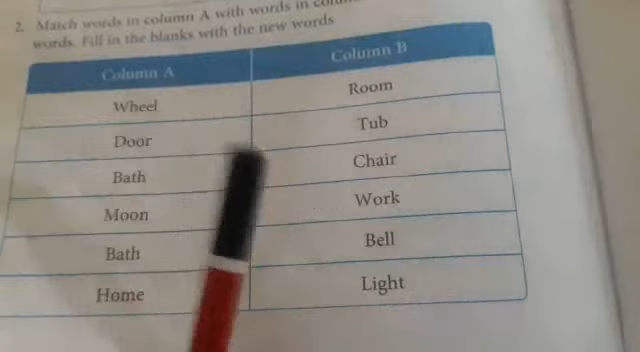 2. Match words in column A with words in
words. Fill in the blanks with the new words
Column A Column B
Wheel Room
Door Tub
Bath Chair
Moon Work
Bath Bell
Home Light